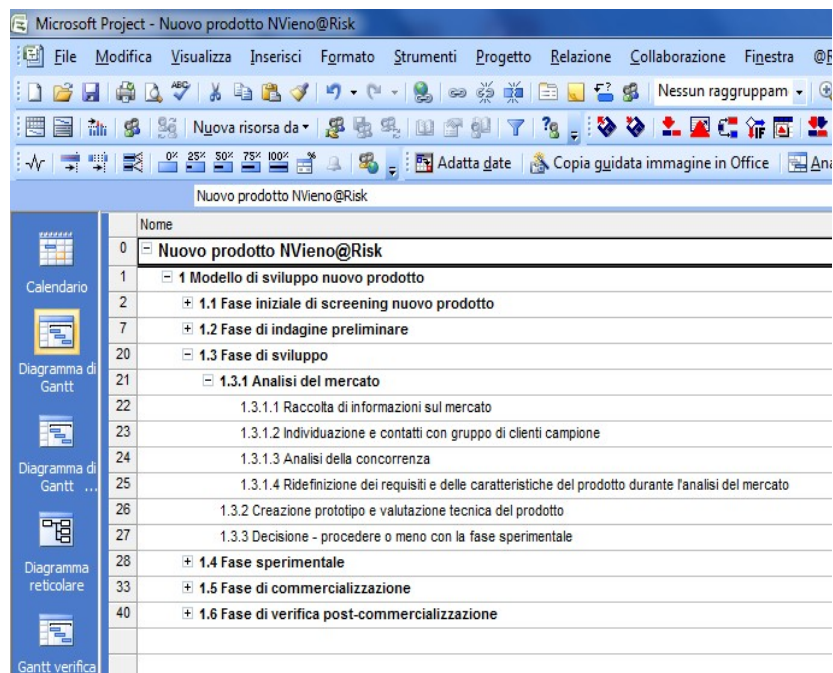 Microsoft Project - Nuovo prodotto NVieno@Risk
File Modifica Visualizza Inserisci Formato Strumenti Progetto Relazione Collaborazione Finestra
ABC Nessun raggruppam
Nuova risorsa da
0% 25% 50% 75% 100% Adatta date Copia guidata immagine in Office
Nuovo prodotto NVieno@Risk
Nome
0 Nuovo prodotto NVieno@Risk
1 1 Modello di sviluppo nuovo prodotto
Calendario
2 1.1 Fase iniziale di screening nuovo prodotto
7 1.2 Fase di indagine preliminare
20 1.3 Fase di sviluppo
Diagramma di
Gantt
21 1.3.1 Analisi del mercato
22 1.3.1.1 Raccolta di informazioni sul mercato
23 1.3.1.2 Individuazione e contatti con gruppo di clienti campione
24 1.3.1.3 Analisi della concorrenza
Diagramma di
Gantt ...
25 1.3.1.4 Ridefinizione dei requisiti e delle caratteristiche del prodotto durante l'analisi del mercato
26 1.3.2 Creazione prototipo e valutazione tecnica del prodotto
27 1.3.3 Decisione - procedere o meno con la fase sperimentale
28 1.4 Fase sperimentale
Diagramma
reticolare
33 1.5 Fase di commercializzazione
40 1.6 Fase di verifica post-commercializzazione
Gantt verifica